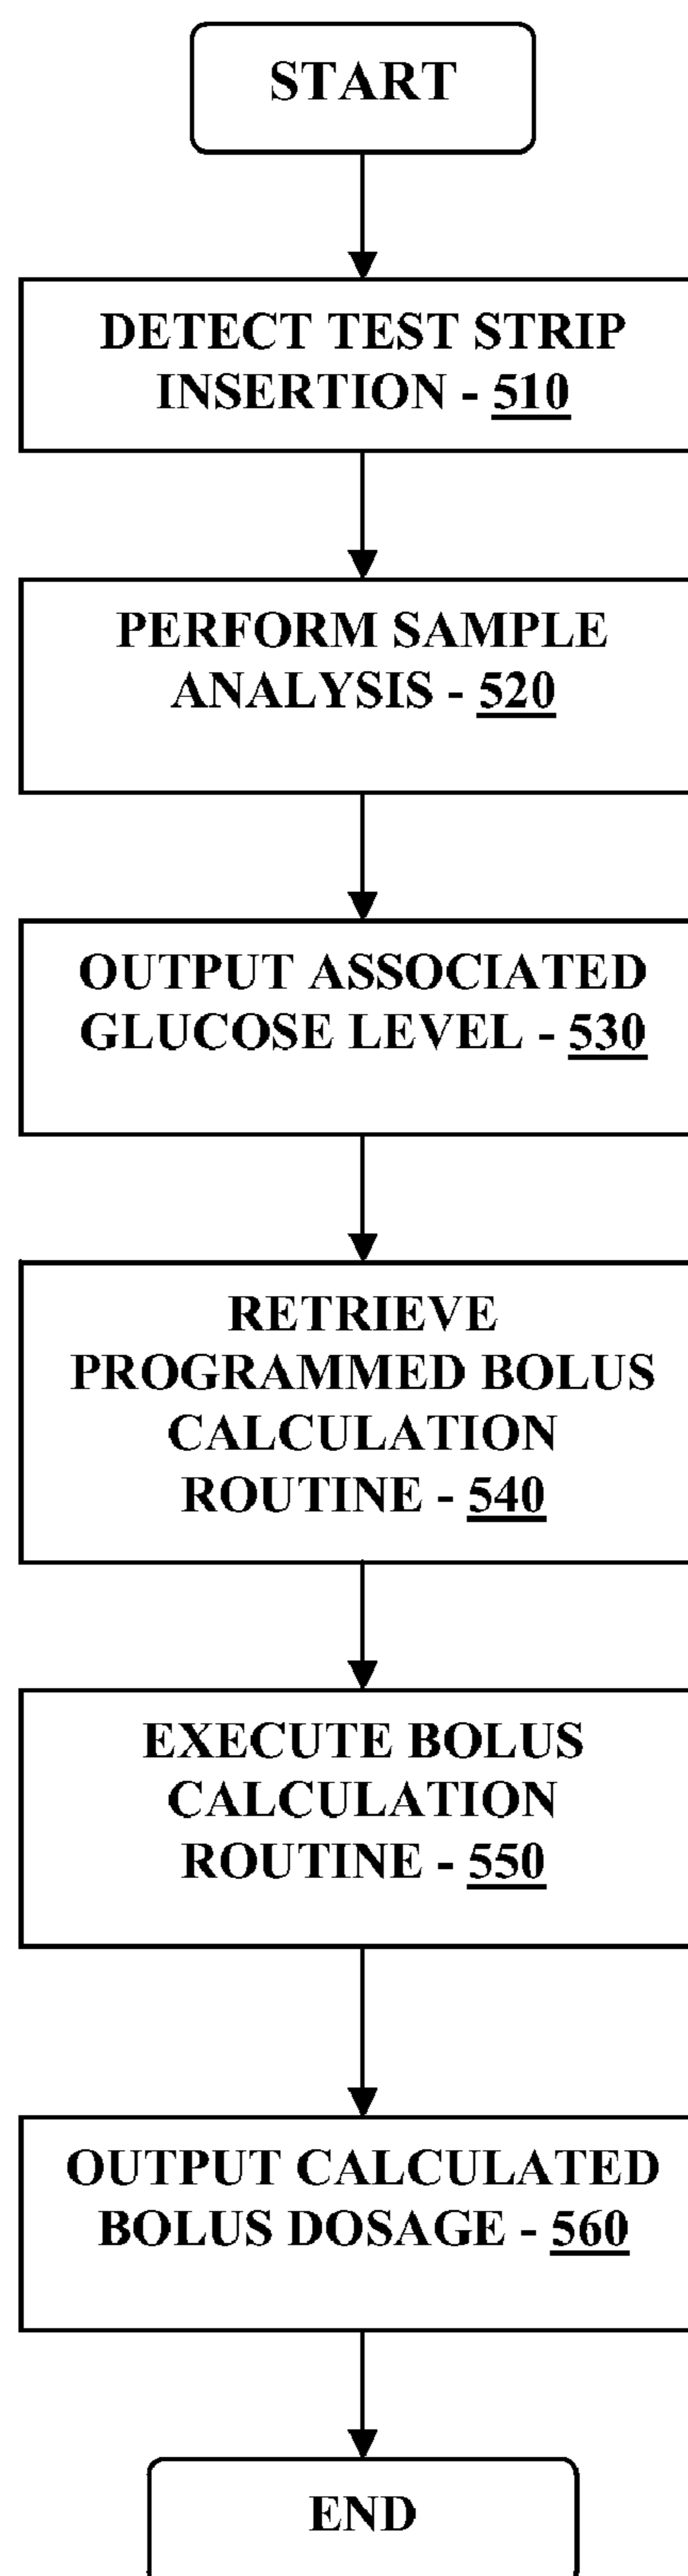 START
DETECT TEST STRIP
INSERTION - 510
PERFORM SAMPLE
ANALYSIS - 520
OUTPUT ASSOCIATED
GLUCOSE LEVEL - 530
RETRIEVE
PROGRAMMED BOLUS
CALCULATION
ROUTINE - 540
EXECUTE BOLUS
CALCULATION
ROUTINE - 550
OUTPUT CALCULATED
BOLUS DOSAGE - 560
END